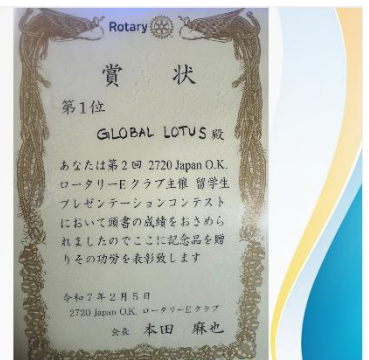 Rotary
賞 状
第1位
GLOBAL LOTUS 殿
あなたは第2回 2720 Japan O.K.
ロータリーEクラブ主催 留学生
プレゼンテーションコンテスト
において頭書の成績をおさめら
れましたのでここに記念品を贈
りその功労を表彰致します
令和7年2月5日
2720 Japan O.K. ロータリーEクラブ
会長 本田 麻也